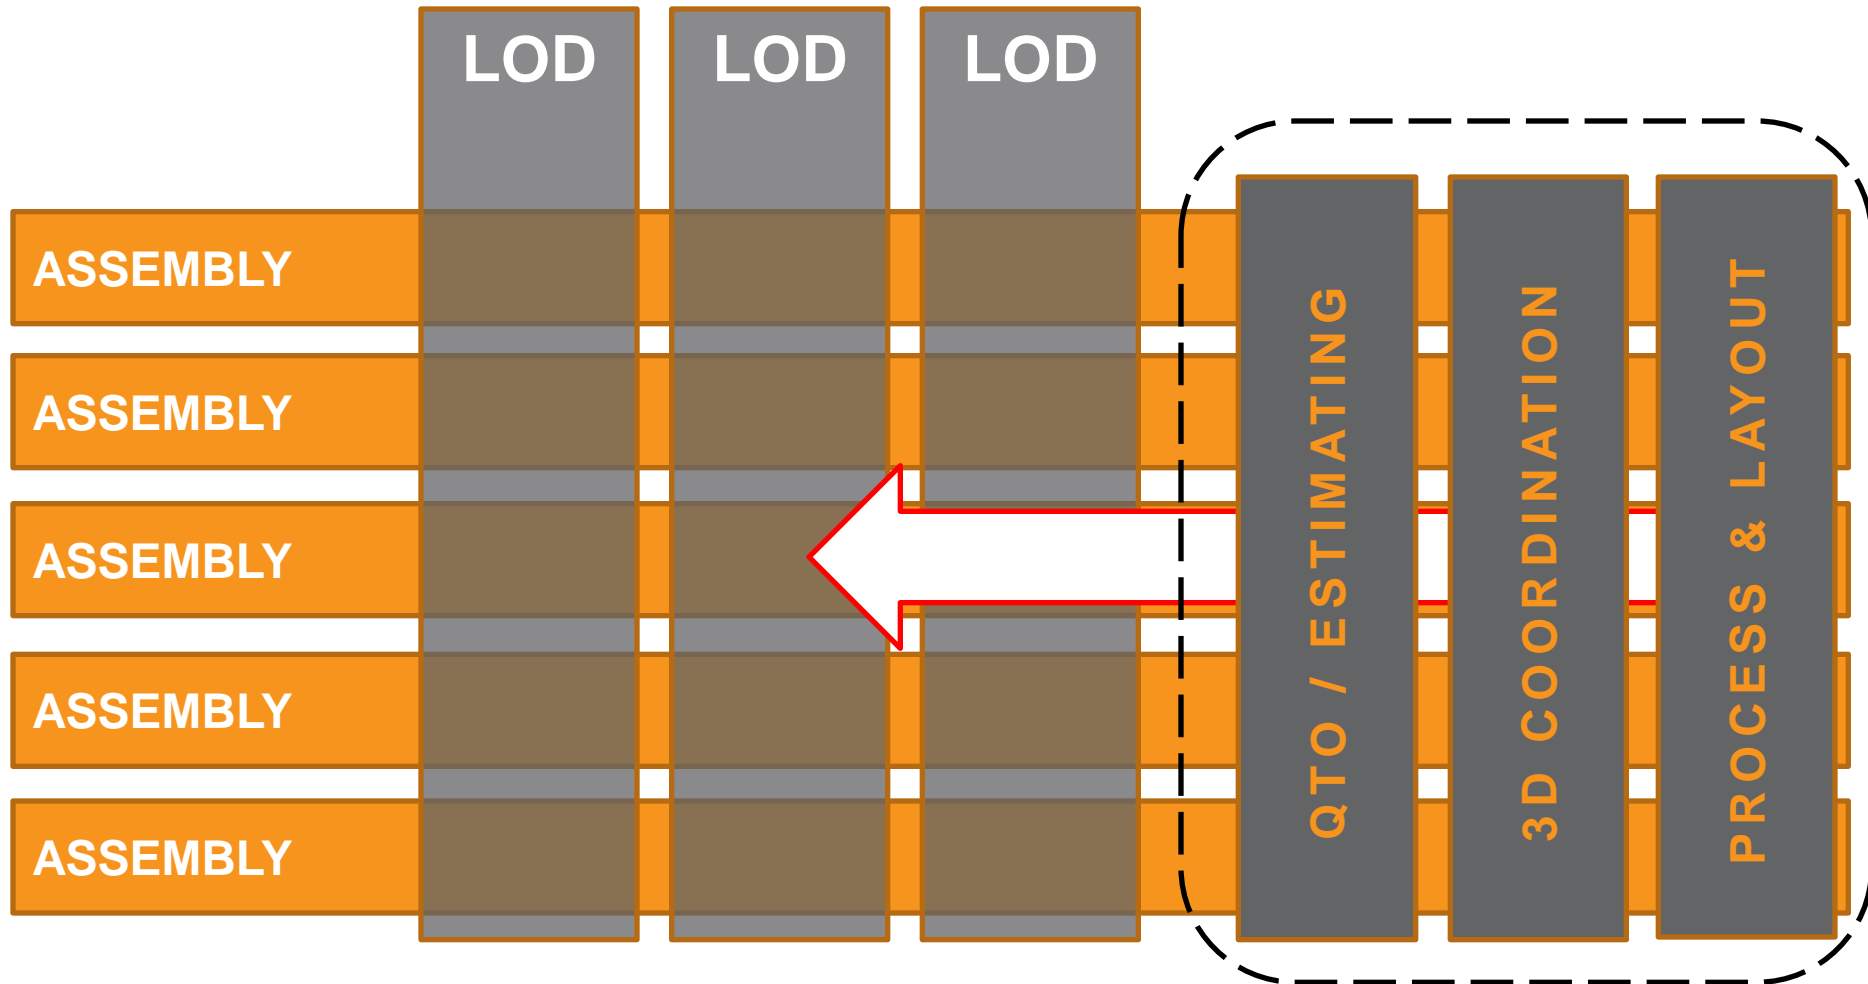 LOD
LOD
LOD
ASSEMBLY
ASSEMBLY
ASSEMBLY
ASSEMBLY
ASSEMBLY
QTO / ESTIMATING
3D COORDINATION
PROCESS & LAYOUT